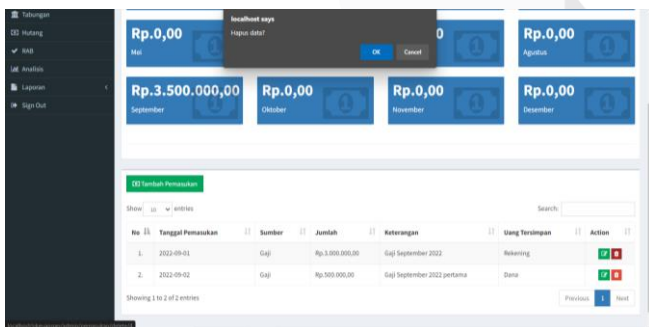 Tabungan
Hutang
RAB
Analisis
Laporan
Sign Out
localhost says
Hapus data?
OK Cancel
Rp.0,00
Mei
0
Rp.0,00
Agustus
Rp.3.500.000,00
September
Rp.0,00
Oktober
Rp.0,00
November
Rp.0,00
Desember
Tambah Pemasukan
Show 10 entries
Search:
No Tanggal Pemasukan Sumber Jumlah Keterangan Uang Tersimpan Action
1. 2022-09-01 Gaji Rp.3.000.000,00 Gaji September 2022 Rekening
2. 2022-09-02 Gaji Rp.500.000,00 Gaji September 2022 pertama Dana
Showing 1 to 2 of 2 entries
Previous 1 Next